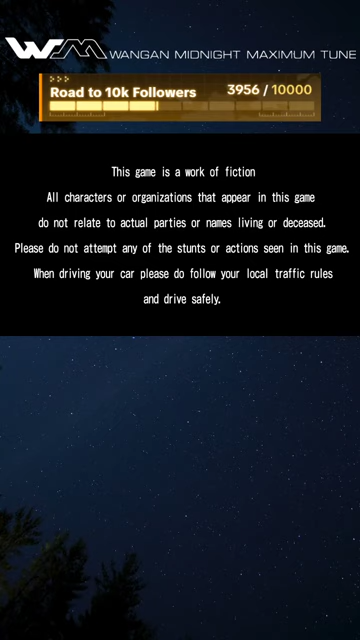 WM WANGAN MIDNIGHT MAXIMUM TUNE
Road to 10k Followers 3956 / 10000
This game is a work of fiction
All characters or organizations that appear in this game
do not relate to actual parties or names living or deceased.
Please do not attempt any of the stunts or actions seen in this game.
When driving your car please do follow your local traffic rules
and drive safely.